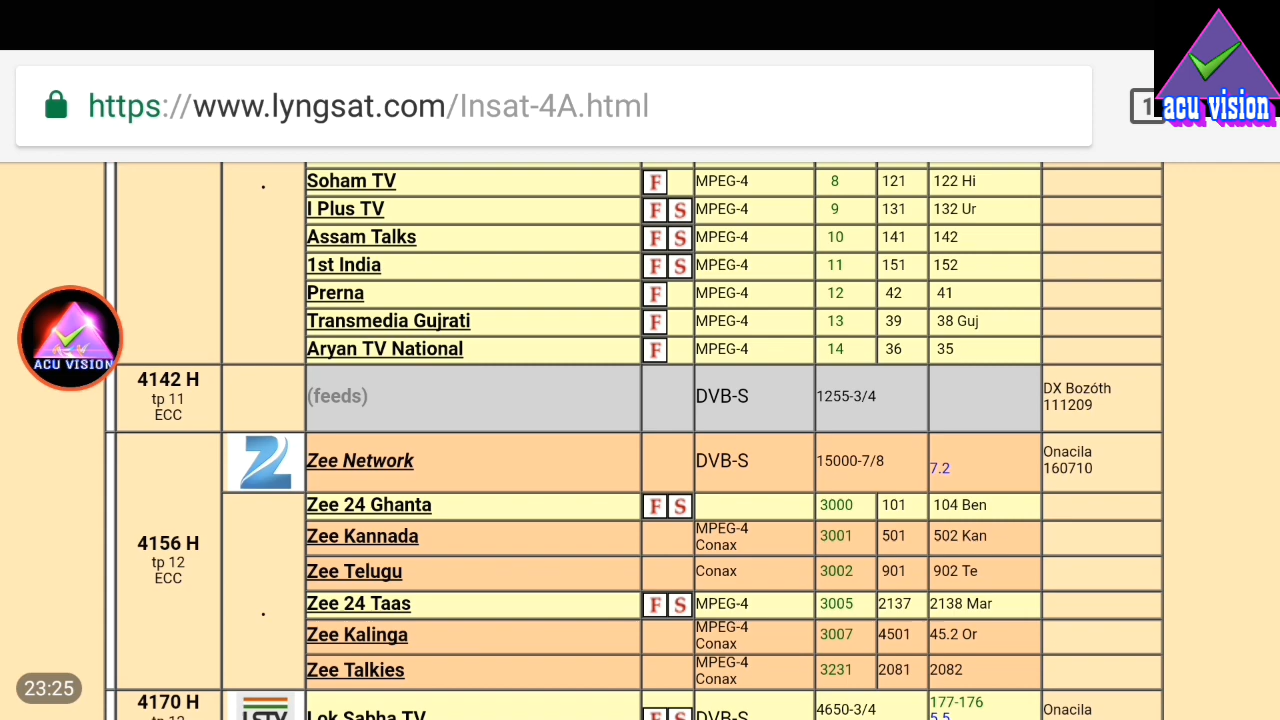 https://www.lyngsat.com/Insat-4A.html
1
acu vision
Soham TV F MPEG-4 8 121 122 Hi
I Plus TV F S MPEG-4 9 131 132 Ur
Assam Talks F S MPEG-4 10 141 142
1st India F S MPEG-4 11 151 152
Prerna F MPEG-4 12 42 41
Transmedia Gujrati F MPEG-4 13 39 38 Guj
Aryan TV National F MPEG-4 14 36 35
ACU VISION
4142 H
tp 11
ECC
(feeds) DVB-S 1255-3/4
DX Bozóth
111209
Zee Network DVB-S 15000-7/8 7.2
Onacila
160710
4156 H
tp 12
ECC
Zee 24 Ghanta F S 3000 101 104 Ben
Zee Kannada MPEG-4
Conax 3001 501 502 Kan
Zee Telugu Conax 3002 901 902 Te
Zee 24 Taas F S MPEG-4 3005 2137 2138 Mar
Zee Kalinga MPEG-4
Conax 3007 4501 45.2 Or
Zee Talkies MPEG-4
Conax 3231 2081 2082
23:25
4170 H
Lok Sabha TV F S DVB-S 4650-3/4 177-176
5.5
Onacila